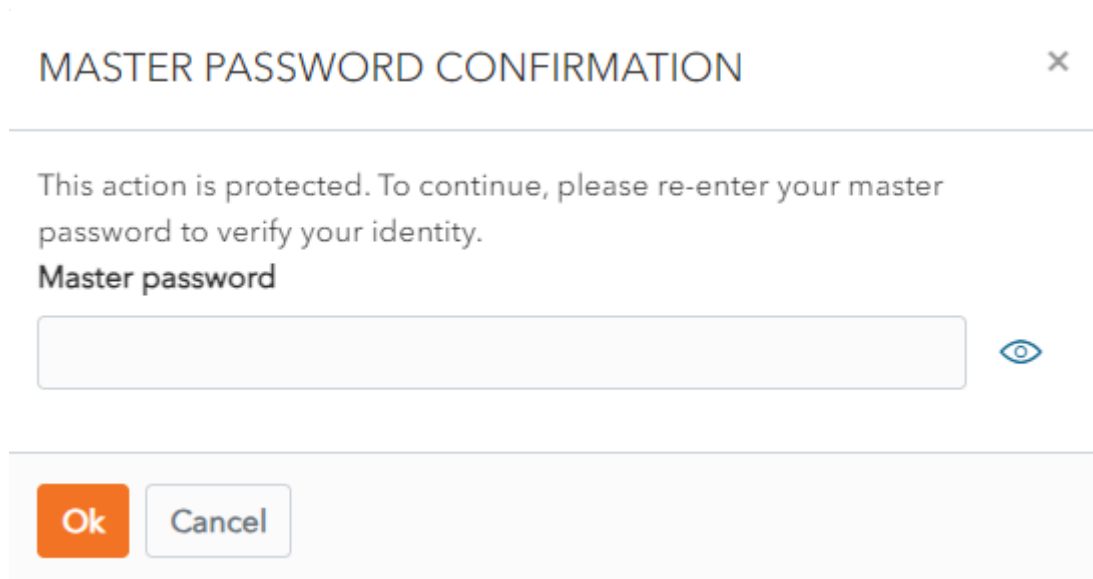 MASTER PASSWORD CONFIRMATION
This action is protected. To continue, please re-enter your master
password to verify your identity.
Master password
Ok
Cancel